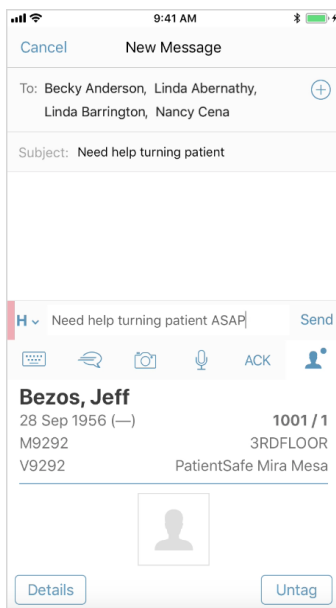 9:41 AM
Cancel New Message
To: Becky Anderson, Linda Abernathy,
Linda Barrington, Nancy Cena
Subject: Need help turning patient
H Need help turning patient ASAP Send
ACK
Bezos, Jeff
28 Sep 1956 (—) 1001 / 1
M9292 3RDFLOOR
V9292 PatientSafe Mira Mesa
Details Untag